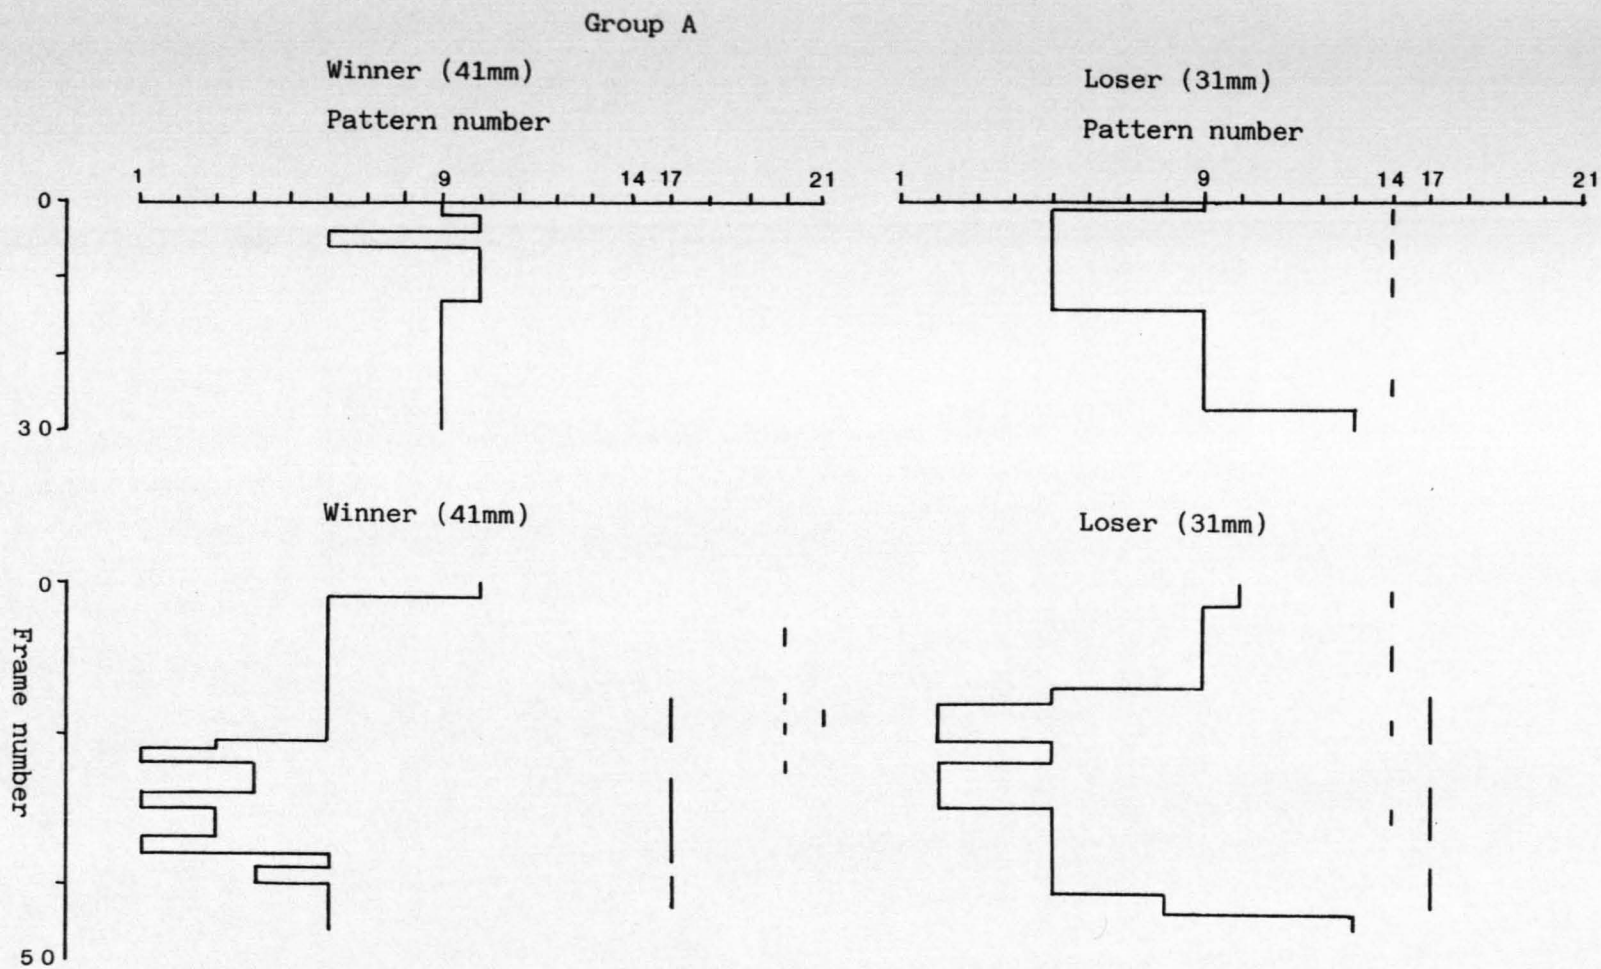 Group A
Winner (41mm)
Pattern number
Loser (31mm)
Pattern number
1 9 14 17 21
1 9 14 17 21
0
30
Winner (41mm)
Loser (31mm)
0
Frame number
50